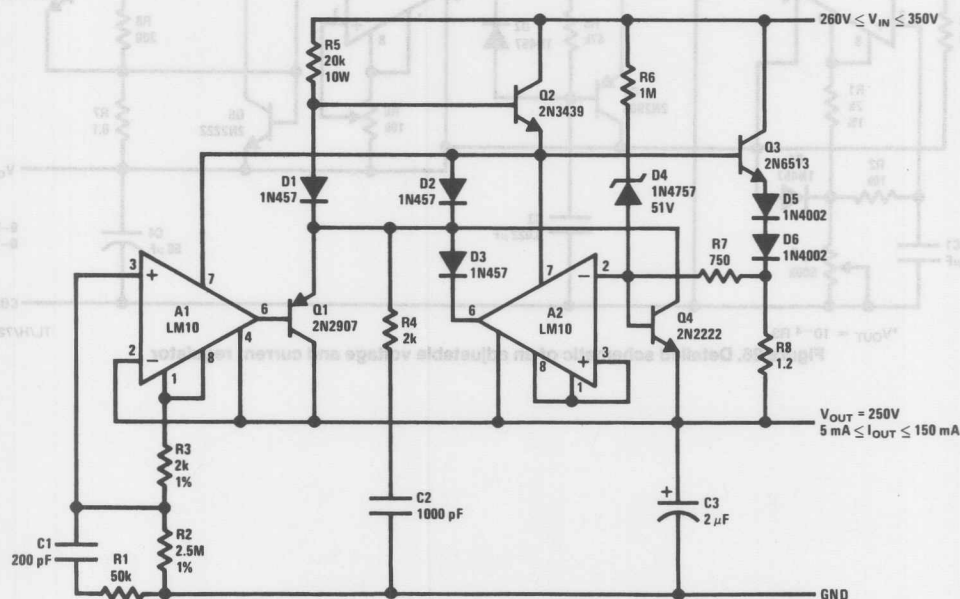 260V ≤ VIN ≤ 350V
R5
20k
10W
Q2
2N3439
R6
1M
Q3
2N6513
D1
1N457
D2
1N457
D4
1N4757
51V
D5
1N4002
D6
1N4002
D3
1N457
R7
750
3
+
7
A1
LM10
6
4
2
−
1
8
Q1
2N2907
R4
2k
6
7
A2
LM10
−
2
+
3
8
1
Q4
2N2222
R8
1.2
VOUT = 250V
5 mA ≤ IOUT ≤ 150 mA
R3
2k
1%
C2
1000 pF
+
C3
2 μF
C1
200 pF
R1
50k
R2
2.5M
1%
GND